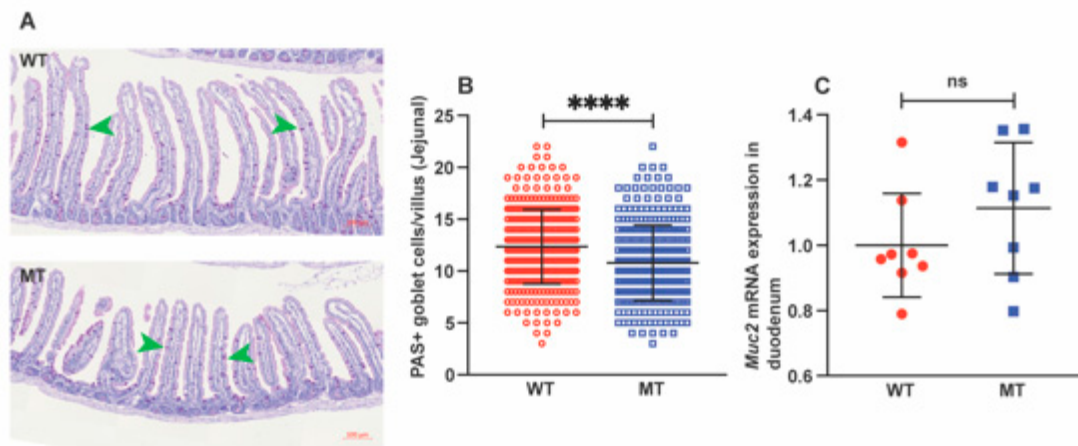 A
WT
MT
B
PAS+ goblet cells/villus (Jejunal)
25
20
15
10
5
0
****
WT
MT
C
Muc2 mRNA expression in
duodenum
1.4
1.2
1.0
0.8
0.6
ns
WT
MT